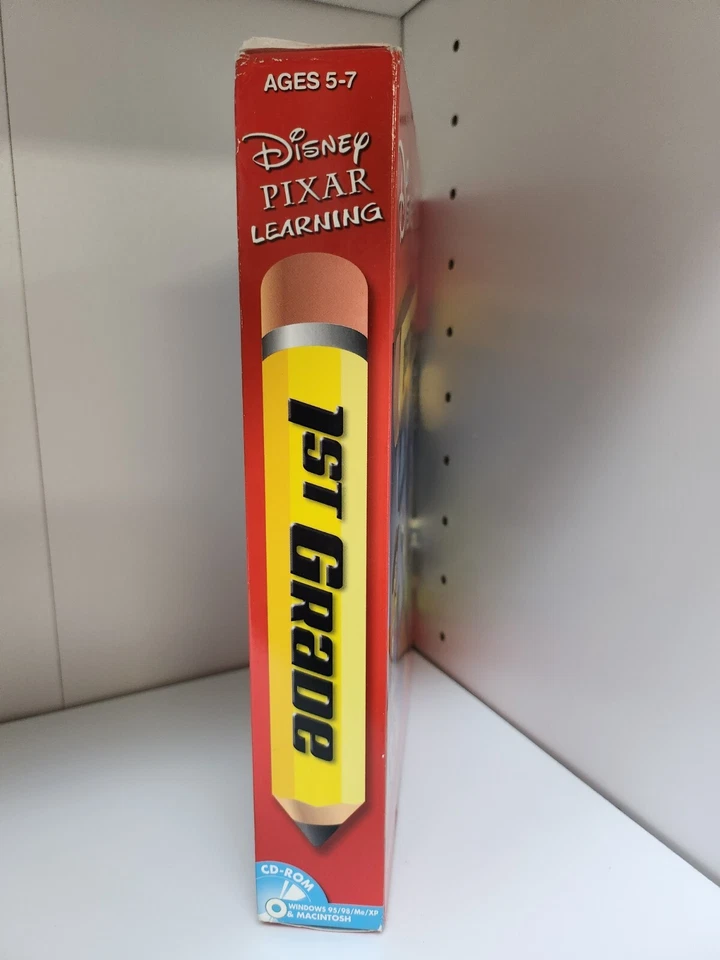 AGES 5-7
Disney
PIXAR
LEARNING
1ST GRADE
CD-ROM
WINDOWS 95/98/Me/XP
& MACINTOSH